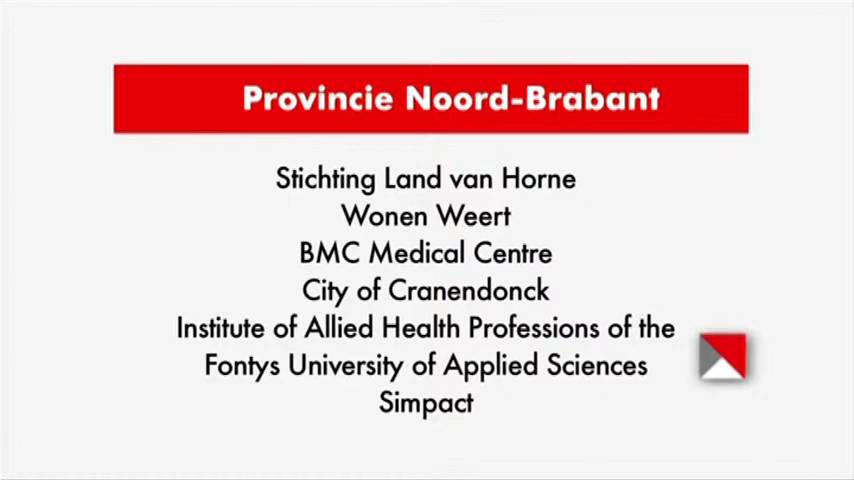 Provincie Noord-Brabant
Stichting Land van Horne
Wonen Weert
BMC Medical Centre
City of Cranendonck
Institute of Allied Health Professions of the
Fontys University of Applied Sciences
Simpact